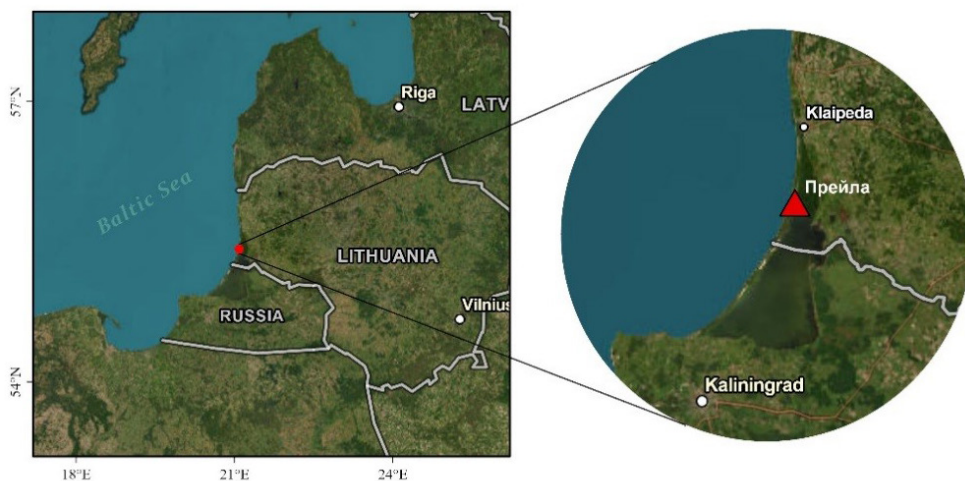 Riga
LATV
57°N
Baltic Sea
LITHUANIA
Vilnius
RUSSIA
54°N
18°E
21°E
24°E
Klaipeda
Прейла
Kaliningrad